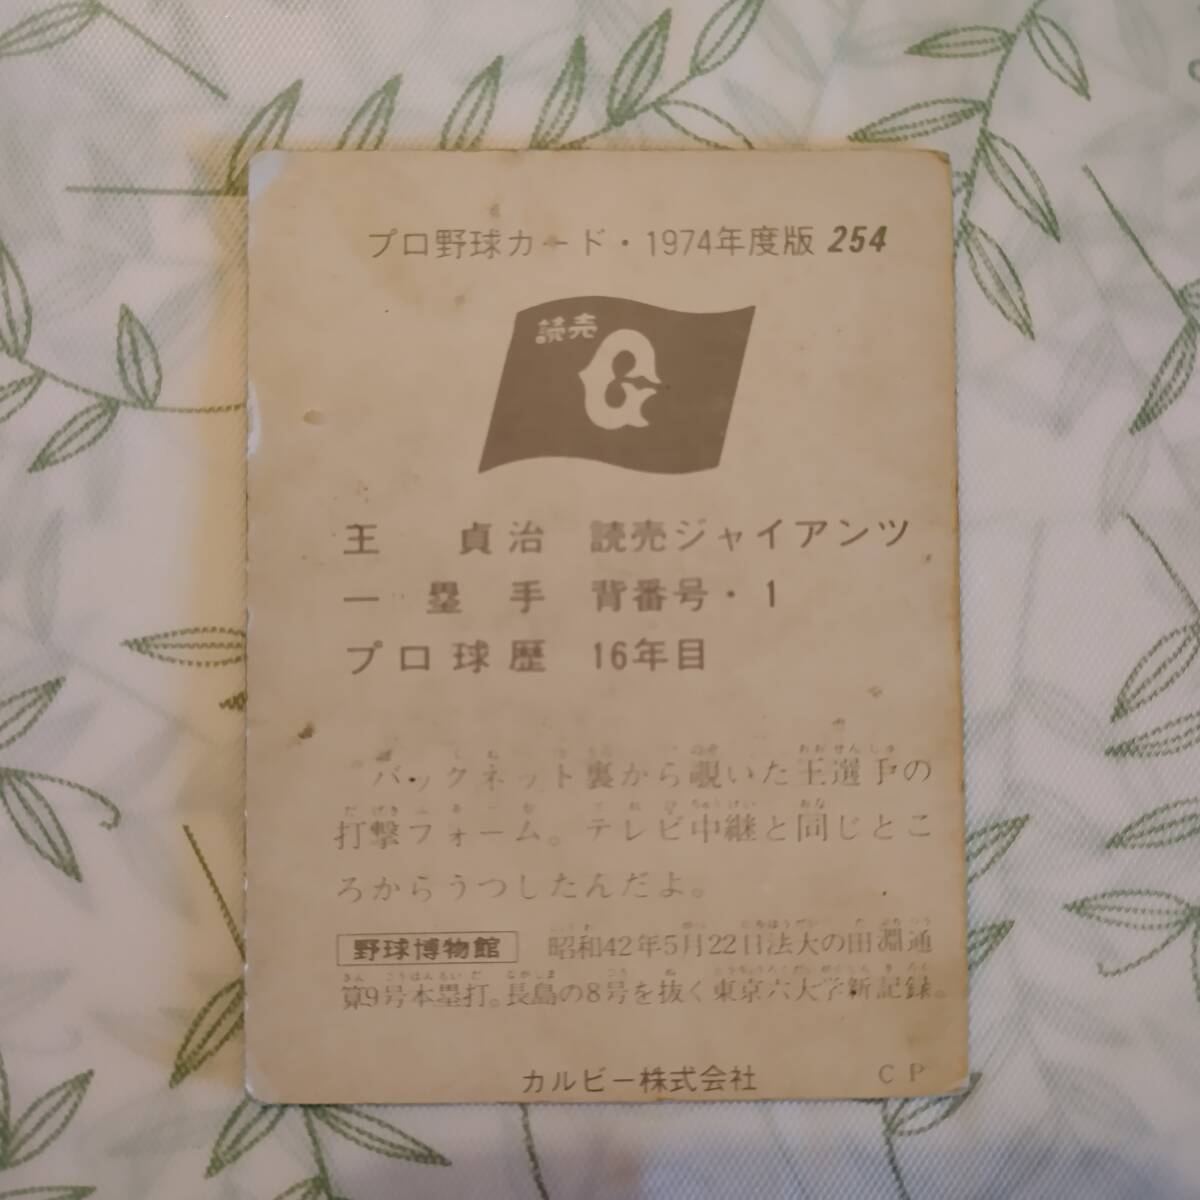 プロ野球カード・1974年度版 254
読売
G
王 貞治 読売ジャイアンツ
一塁手 背番号・1
プロ球歴 16年目
バックネット裏から覗いた王選手の
打撃フォーム。テレビ中継と同じとこ
ろからうつしたんだよ。
野球博物館 昭和42年5月22日法大の田淵通
算9号本塁打。長島の8号を抜く東京六大学新記録。
カルビー株式会社 CP